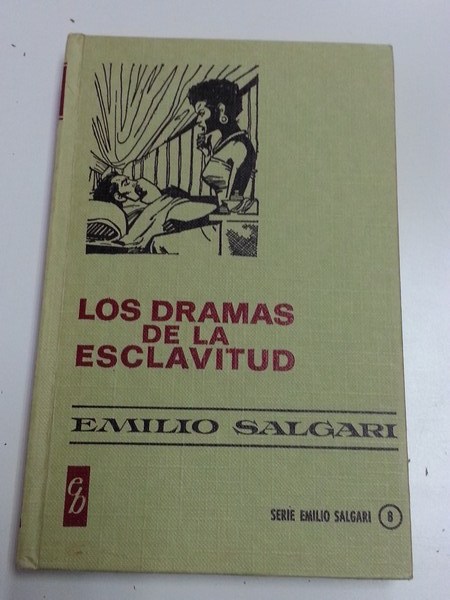 LOS DRAMAS
DE LA
ESCLAVITUD
EMILIO SALGARI
eb
SERIE EMILIO SALGARI 8